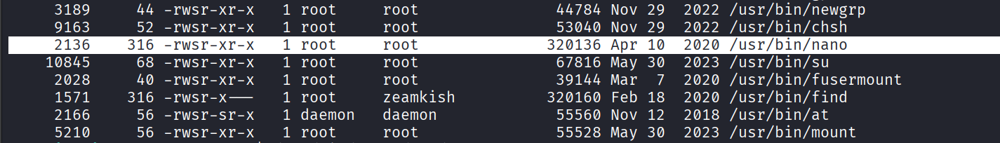 3189 44 -rwsr-xr-x 1 root root 44784 Nov 29 2022 /usr/bin/newgrp
9163 52 -rwsr-xr-x 1 root root 53040 Nov 29 2022 /usr/bin/chsh
2136 316 -rwsr-xr-x 1 root root 320136 Apr 10 2020 /usr/bin/nano
10845 68 -rwsr-xr-x 1 root root 67816 May 30 2023 /usr/bin/su
2028 40 -rwsr-xr-x 1 root root 39144 Mar 7 2020 /usr/bin/fusermount
1571 316 -rwsr-x--- 1 root zeamkish 320160 Feb 18 2020 /usr/bin/find
2166 56 -rwsr-sr-x 1 daemon daemon 55560 Nov 12 2018 /usr/bin/at
5210 56 -rwsr-xr-x 1 root root 55528 May 30 2023 /usr/bin/mount